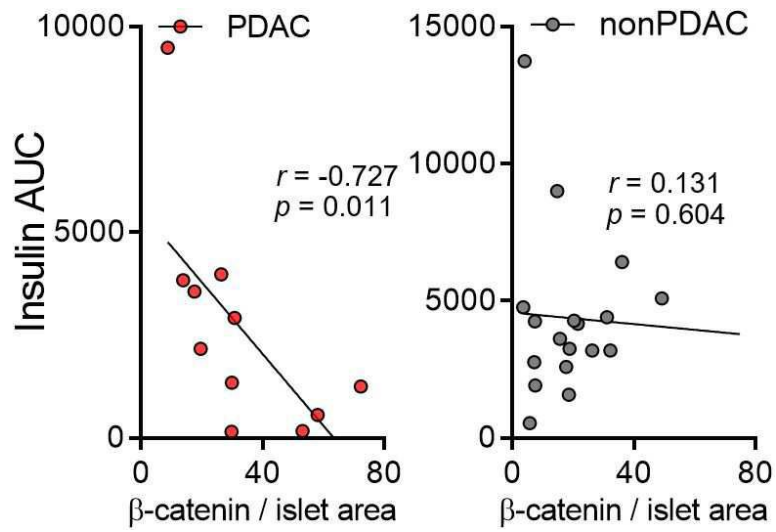 Insulin AUC
PDAC
10000
5000
0
r = -0.727
p = 0.011
0 40 80
β-catenin / islet area
nonPDAC
15000
10000
5000
0
r = 0.131
p = 0.604
0 40 80
β-catenin / islet area